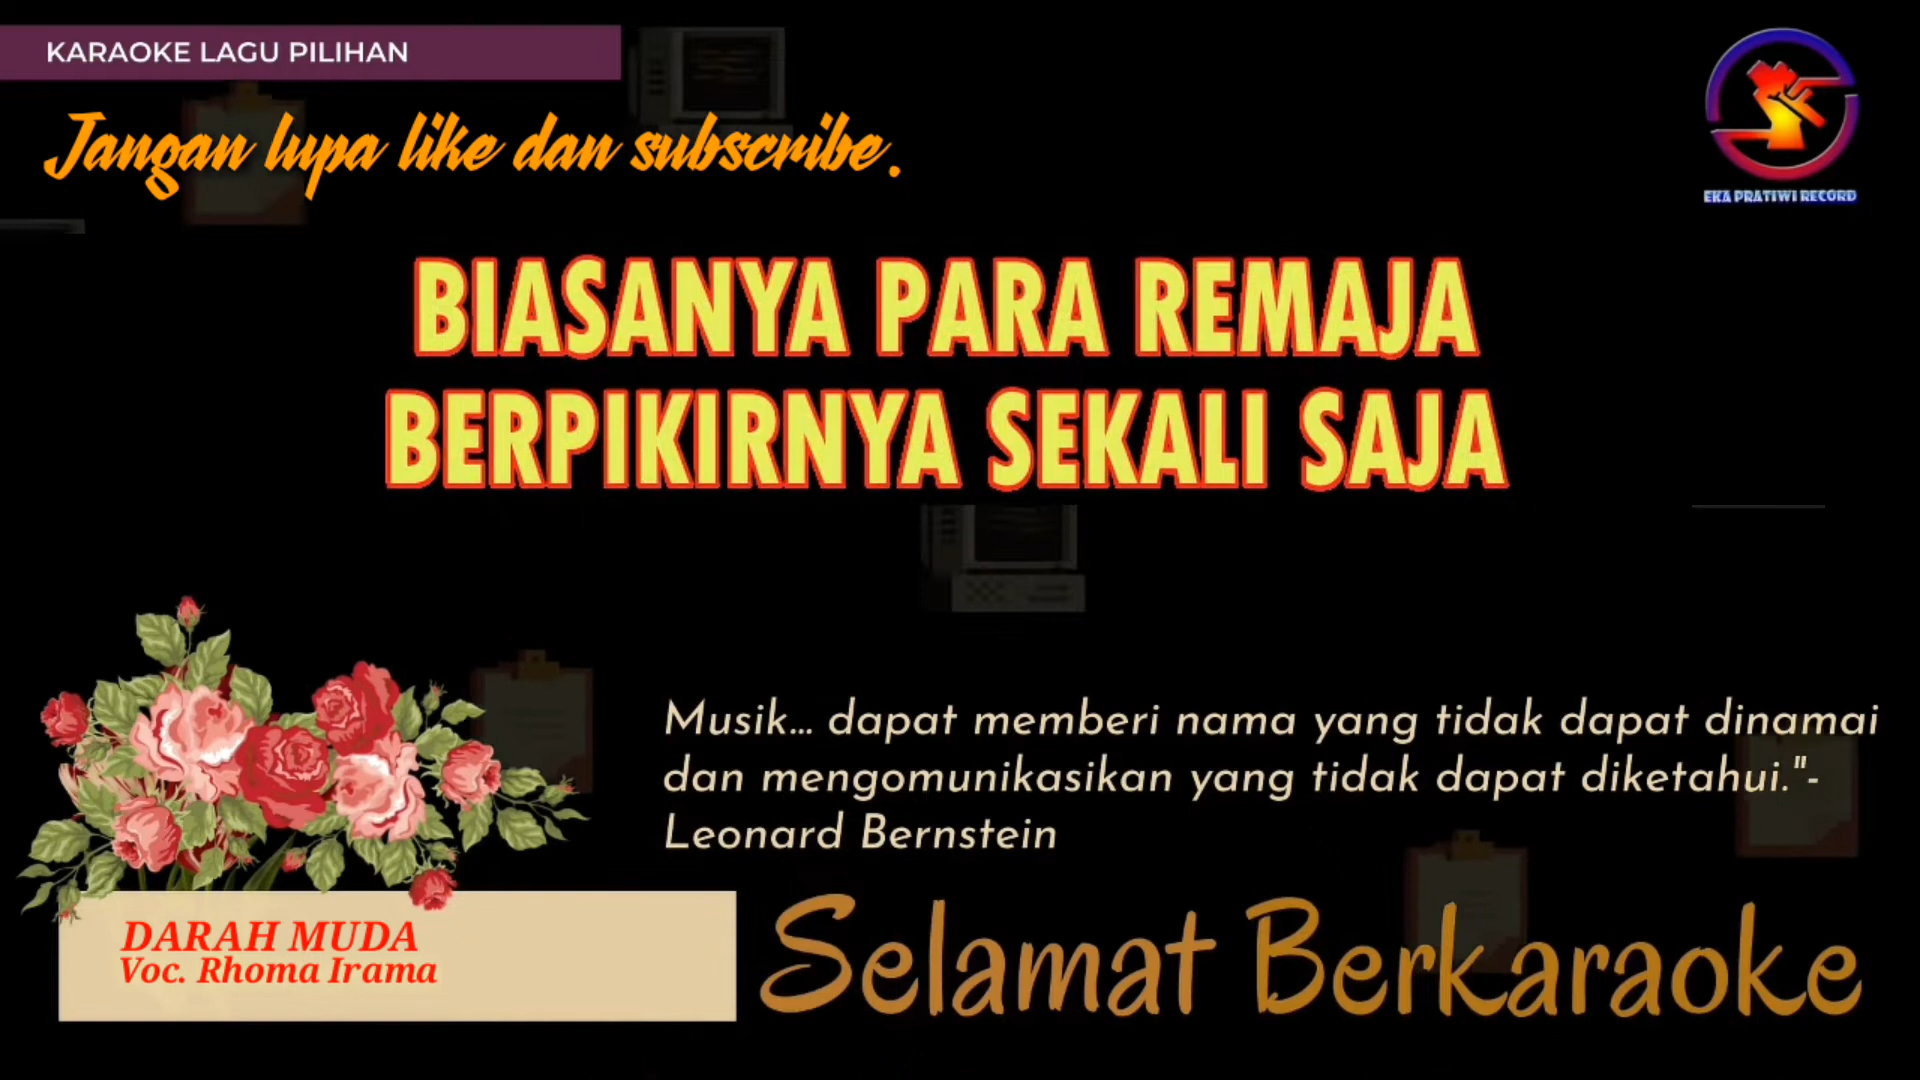 KARAOKE LAGU PILIHAN
Jangan lupa like dan subscribe.
EKA PRATIWI RECORD
BIASANYA PARA REMAJA
BERPIKIRNYA SEKALI SAJA
Musik... dapat memberi nama yang tidak dapat dinamai
dan mengomunikasikan yang tidak dapat diketahui."-
Leonard Bernstein
DARAH MUDA
Voc. Rhoma Irama
Selamat Berkaraoke